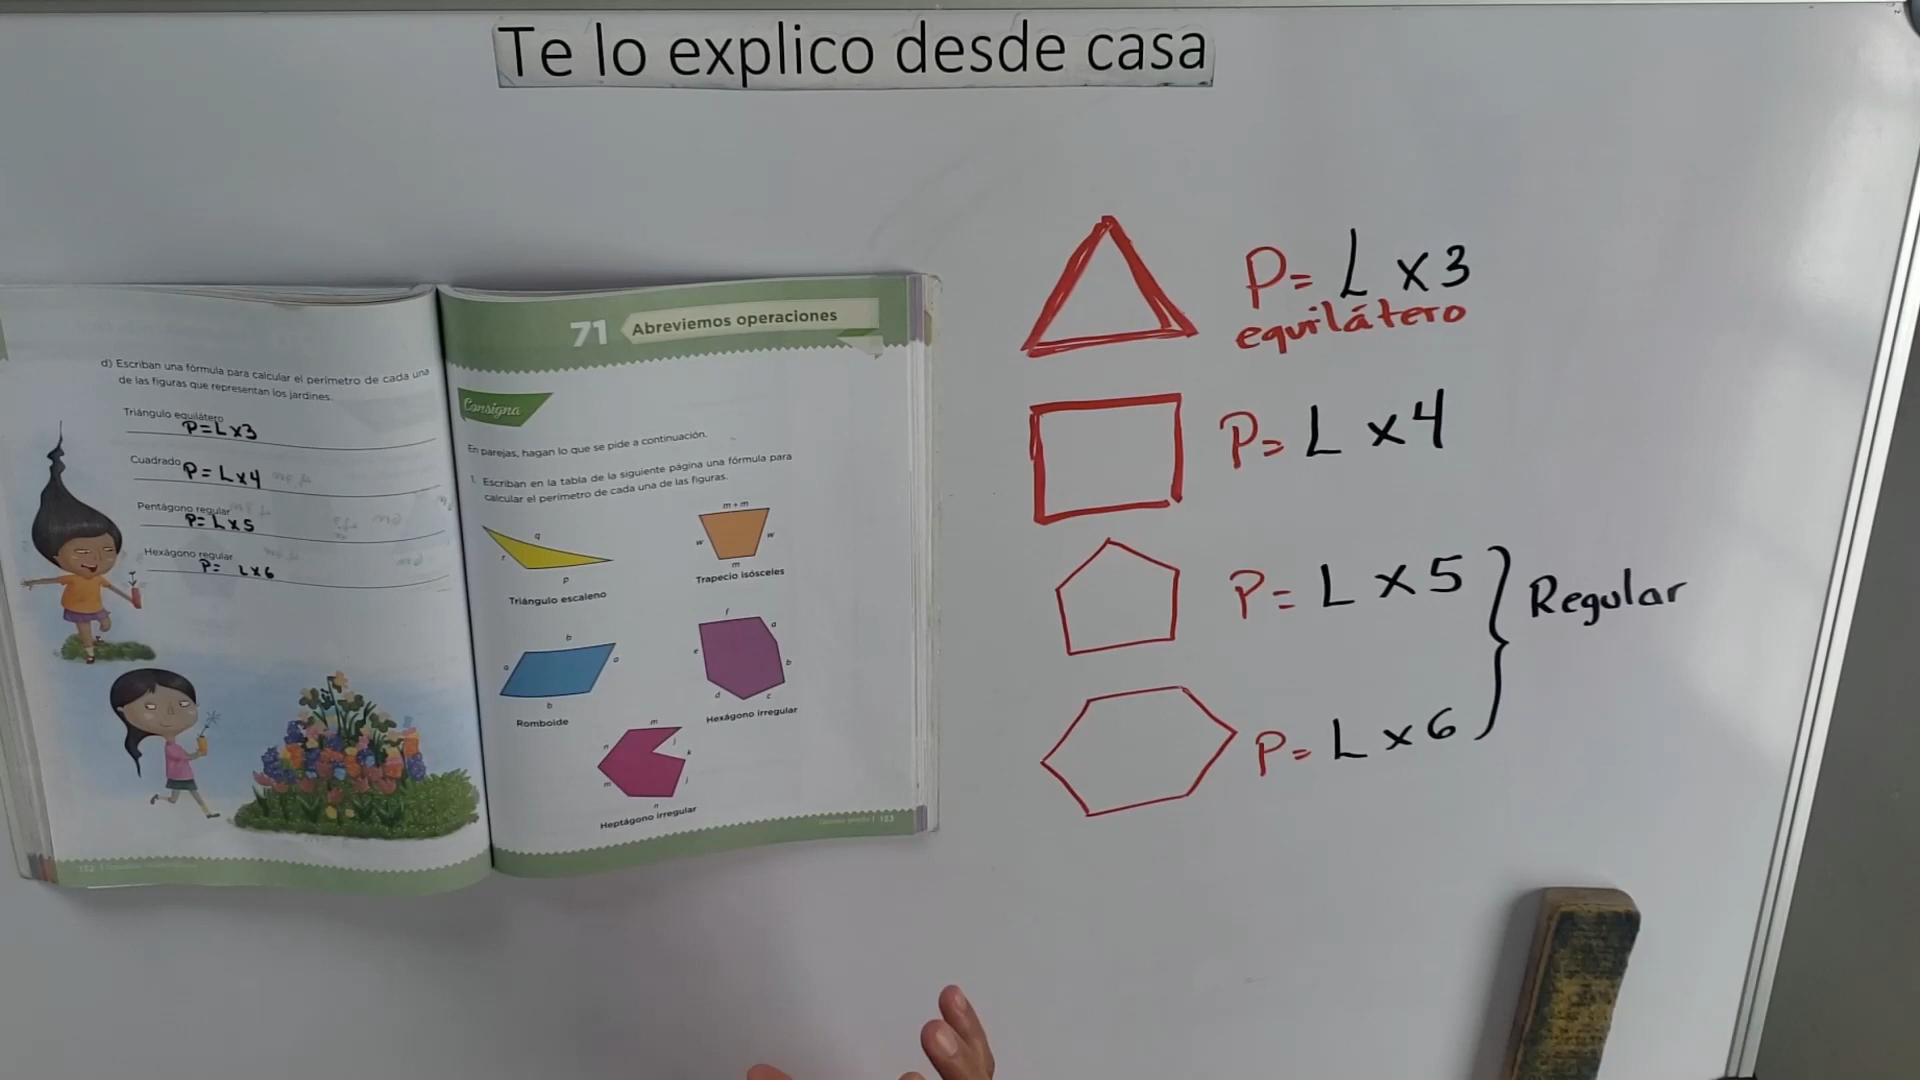 Te lo explico desde casa
d) Escriban una fórmula para calcular el perímetro de cada una
de las figuras que representan los jardines.
Triángulo equilátero
P=Lx3
Cuadrado
P=Lx4
Pentágono regular
P=Lx5
Hexágono regular
P= Lx6
152
71 Abreviemos operaciones
Consigna
En parejas, hagan lo que se pide a continuación.
1. Escriban en la tabla de la siguiente página una fórmula para
calcular el perímetro de cada una de las figuras.
q
r
p
Triángulo escaleno
m + m
w w
m
Trapecio isósceles
b
a a
b
Romboide
f
a
e
b
d c
Hexágono irregular
m
n j
k
m j
n
Heptágono irregular
153
P= L x3
equilátero
P= L x4
P= L x5
P= L x6
Regular